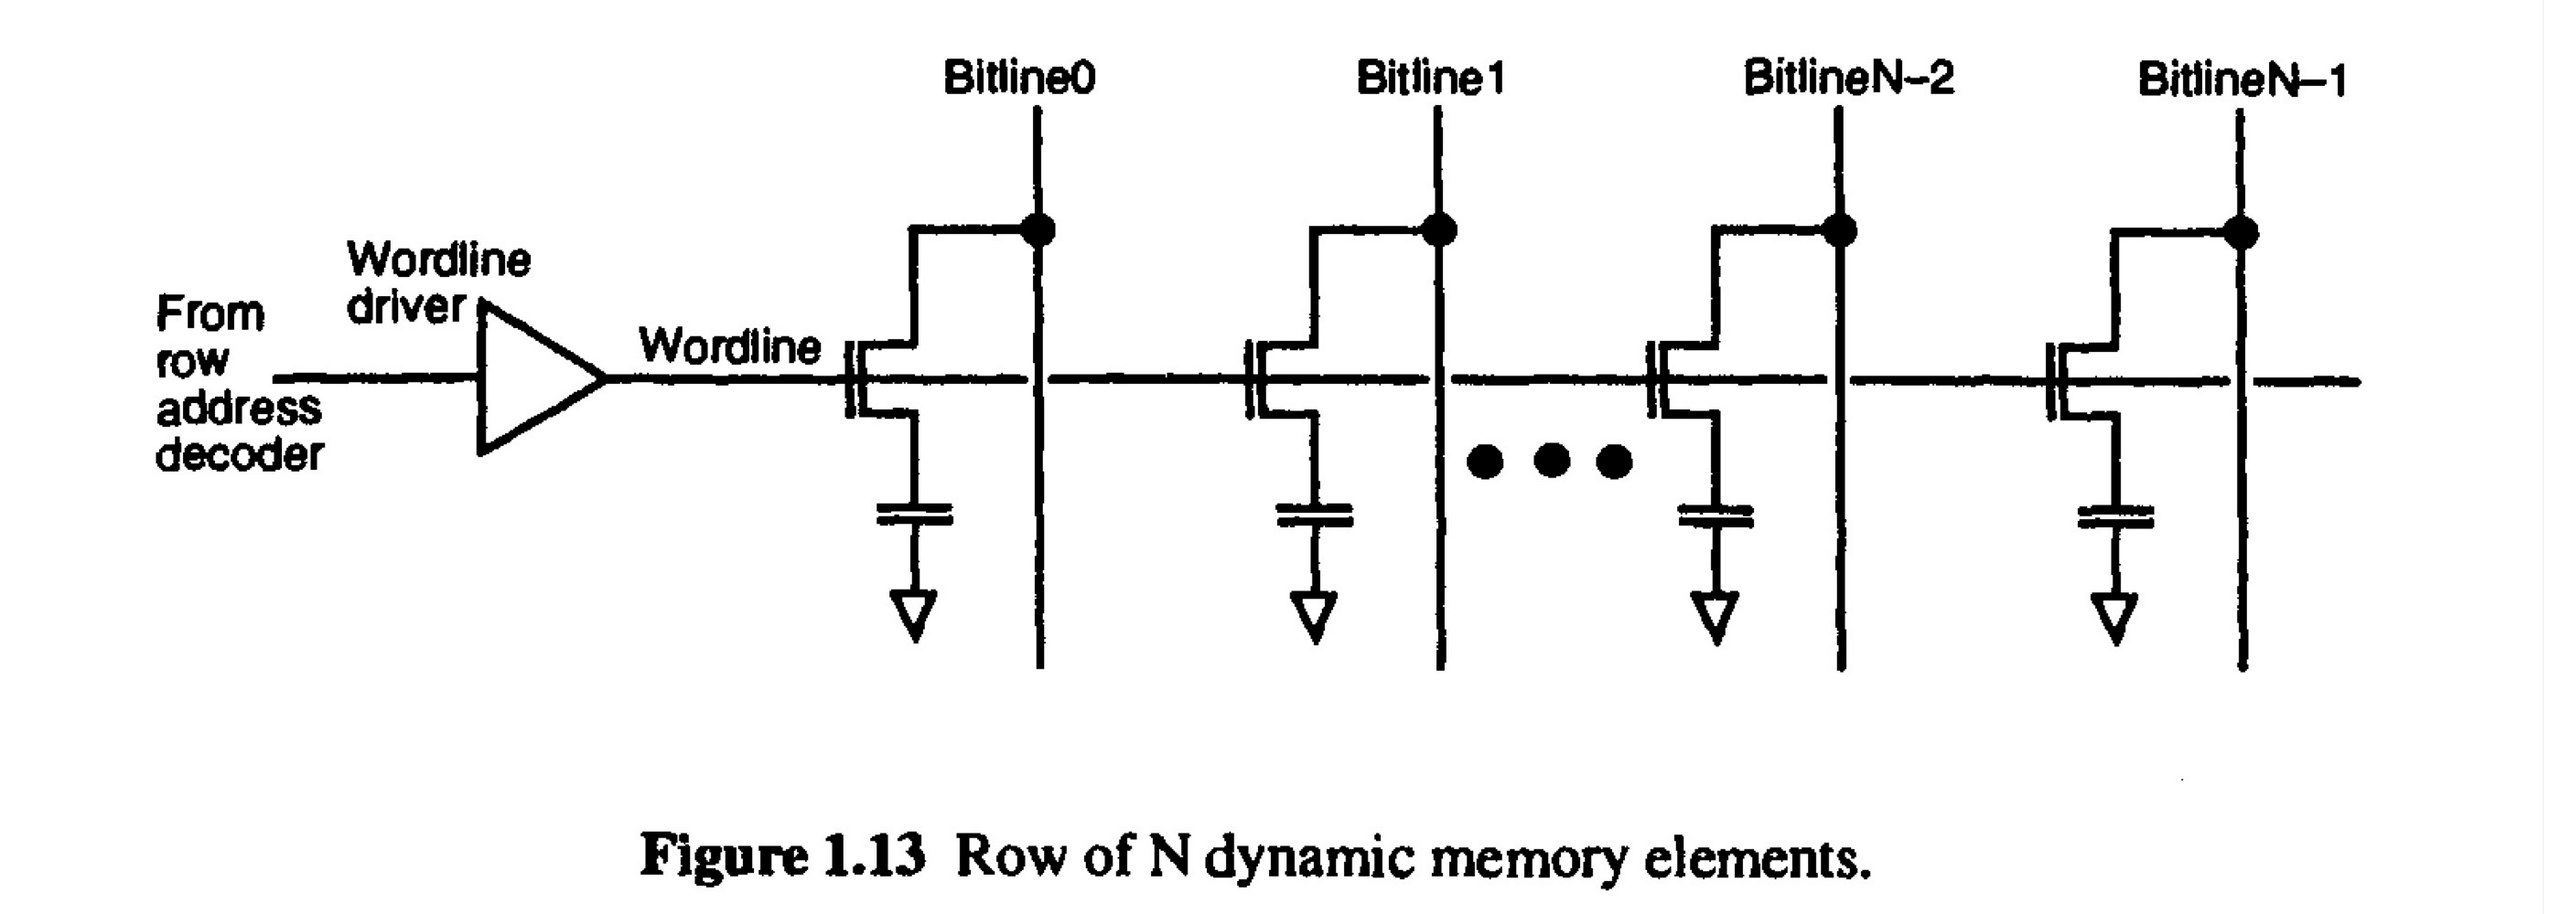 Bitline0
Bitline1
BitlineN–2
BitlineN–1
Wordline
driver
From
row
address
decoder
Wordline
Figure 1.13 Row of N dynamic memory elements.